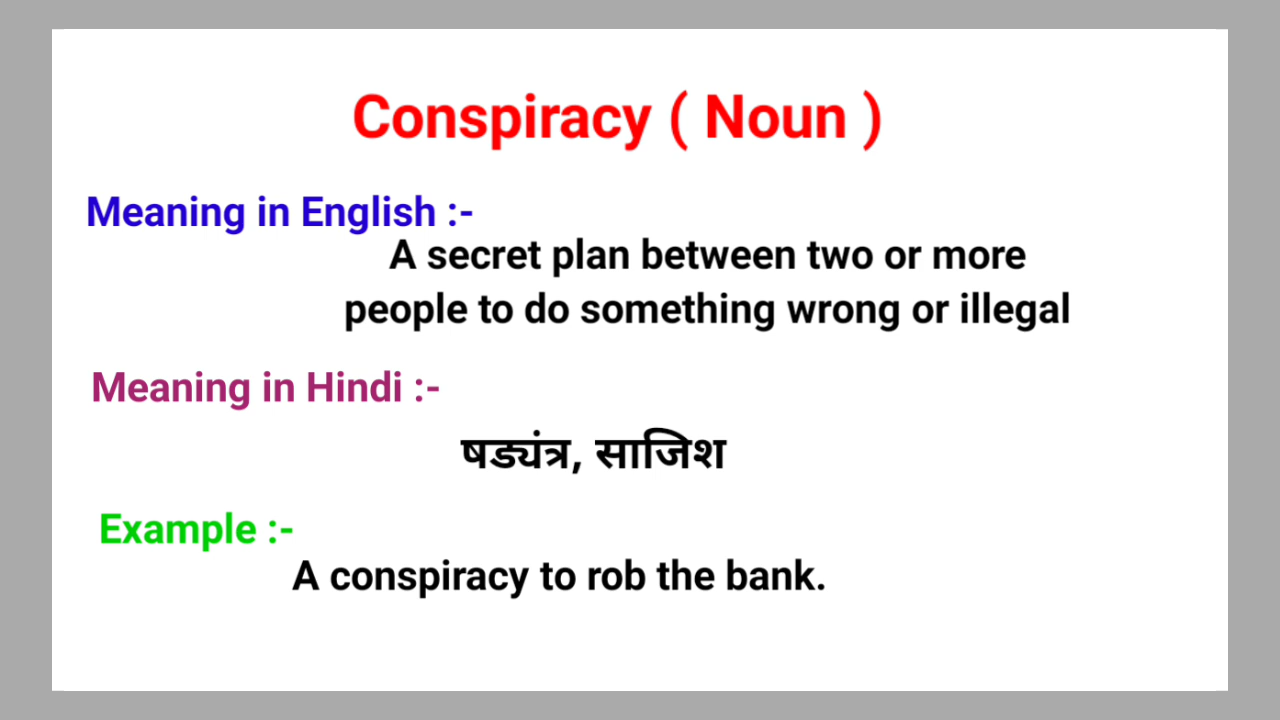 Conspiracy ( Noun )
Meaning in English :-
A secret plan between two or more
people to do something wrong or illegal
Meaning in Hindi :-
षड्यंत्र, साजिश
Example :-
A conspiracy to rob the bank.